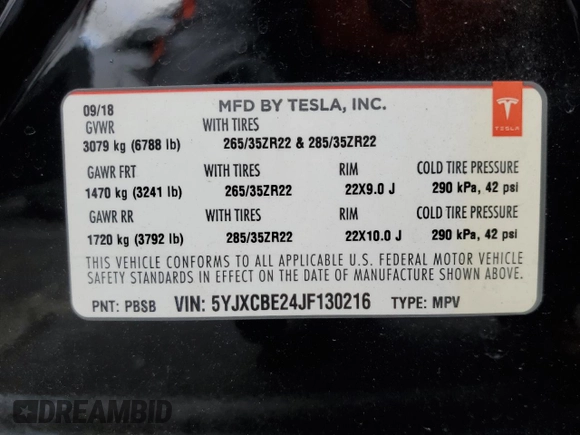 09/18 MFD BY TESLA, INC.
GVWR WITH TIRES
3079 kg (6788 lb) 265/35ZR22 & 285/35ZR22
TESLA
GAWR FRT WITH TIRES RIM COLD TIRE PRESSURE
1470 kg (3241 lb) 265/35ZR22 22X9.0 J 290 kPa, 42 psi
GAWR RR WITH TIRES RIM COLD TIRE PRESSURE
1720 kg (3792 lb) 285/35ZR22 22X10.0 J 290 kPa, 42 psi
THIS VEHICLE CONFORMS TO ALL APPLICABLE U.S. FEDERAL MOTOR VEHICLE
SAFETY STANDARDS IN EFFECT ON THE DATE OF MANUFACTURE SHOWN ABOVE.
PNT: PBSB VIN: 5YJXCBE24JF130216 TYPE: MPV
DREAMBID